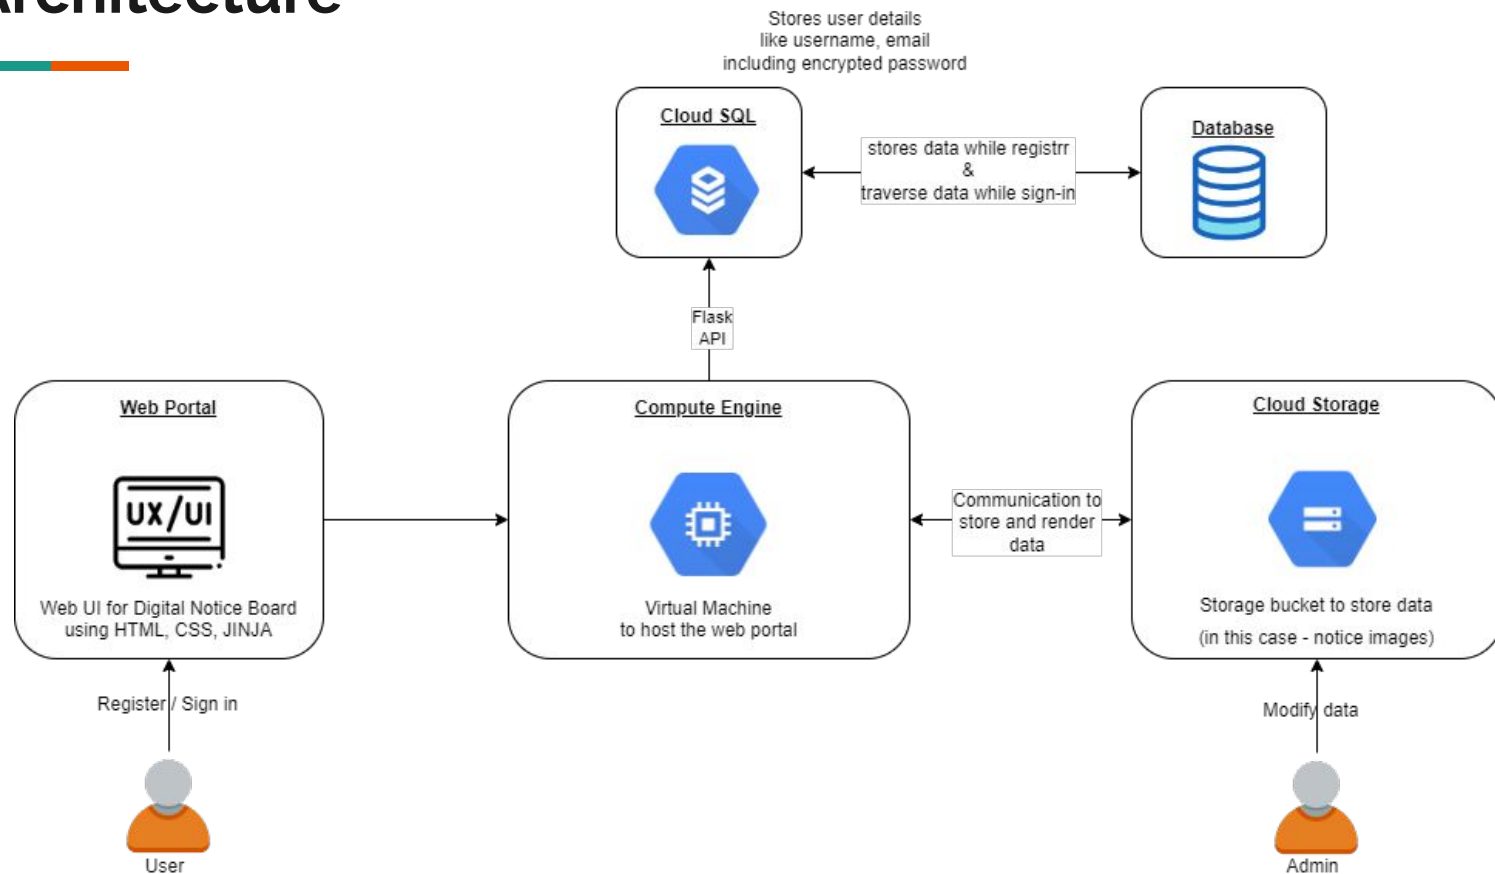 Architecture
Stores user details
like username, email
including encrypted password
Cloud SQL
stores data while registrr
&
traverse data while sign-in
Database
Flask
API
Web Portal
UX/UI
Web UI for Digital Notice Board
using HTML, CSS, JINJA
Compute Engine
Virtual Machine
to host the web portal
Communication to
store and render
data
Cloud Storage
Storage bucket to store data
(in this case - notice images)
Register / Sign in
User
Modify data
Admin